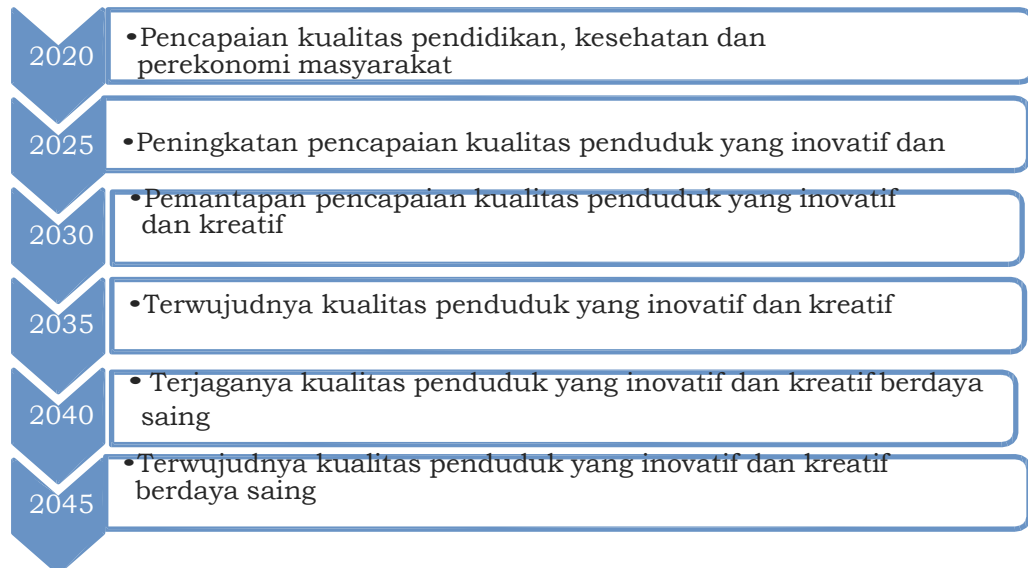 2020
•Pencapaian kualitas pendidikan, kesehatan dan
perekonomi masyarakat
2025
•Peningkatan pencapaian kualitas penduduk yang inovatif dan
2030
•Pemantapan pencapaian kualitas penduduk yang inovatif
dan kreatif
2035
•Terwujudnya kualitas penduduk yang inovatif dan kreatif
2040
• Terjaganya kualitas penduduk yang inovatif dan kreatif berdaya
saing
2045
•Terwujudnya kualitas penduduk yang inovatif dan kreatif
berdaya saing